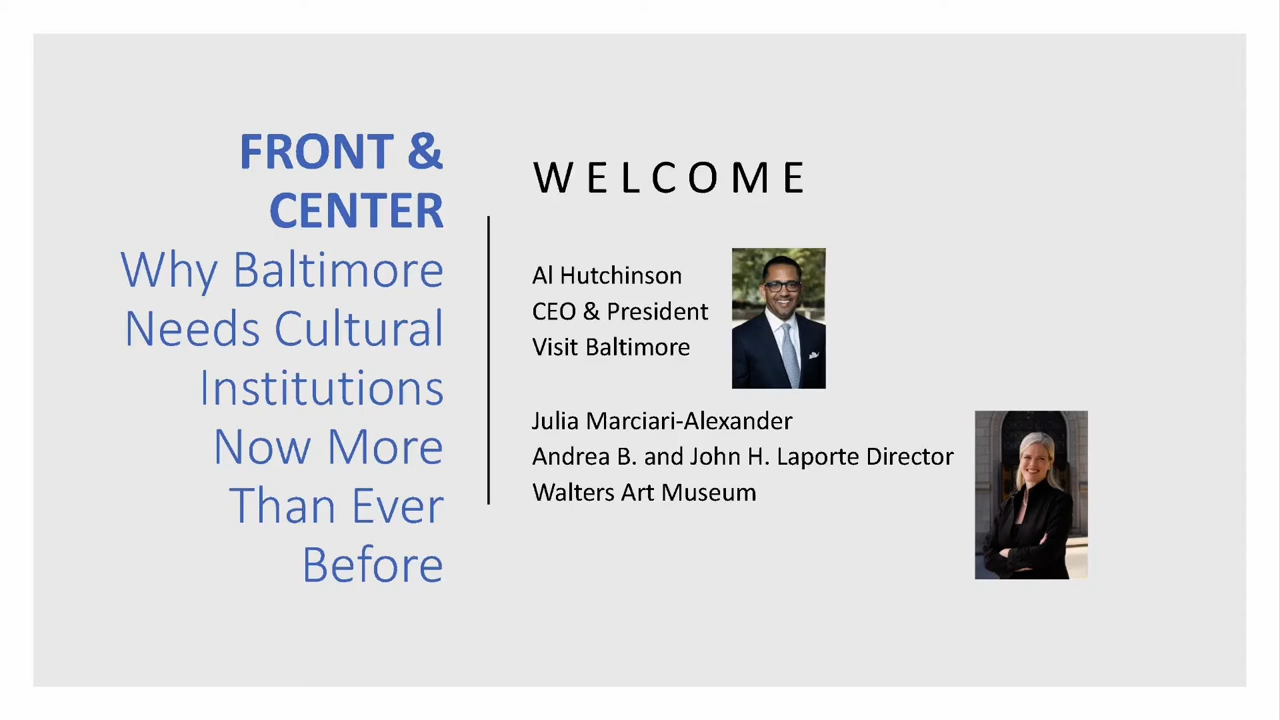 FRONT &
CENTER
Why Baltimore
Needs Cultural
Institutions
Now More
Than Ever
Before
WELCOME
Al Hutchinson
CEO & President
Visit Baltimore
Julia Marciari-Alexander
Andrea B. and John H. Laporte Director
Walters Art Museum